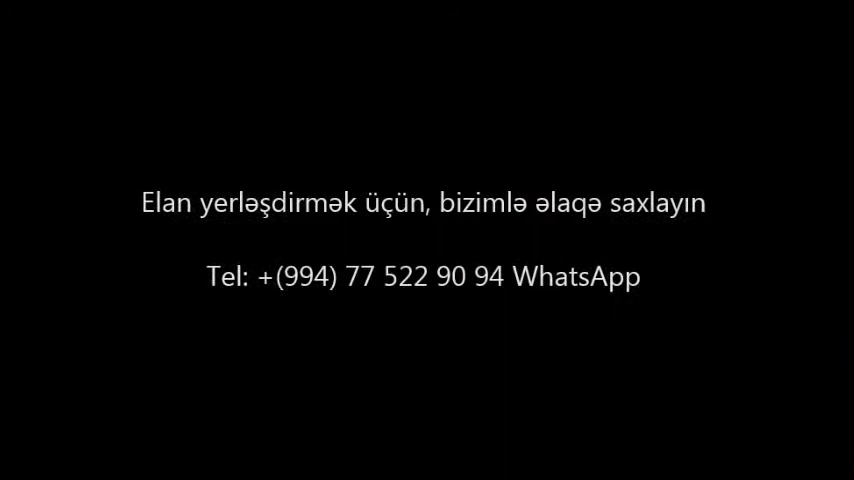 Elan yerləşdirmək üçün, bizimlə əlaqə saxlayın
Tel: +(994) 77 522 90 94 WhatsApp